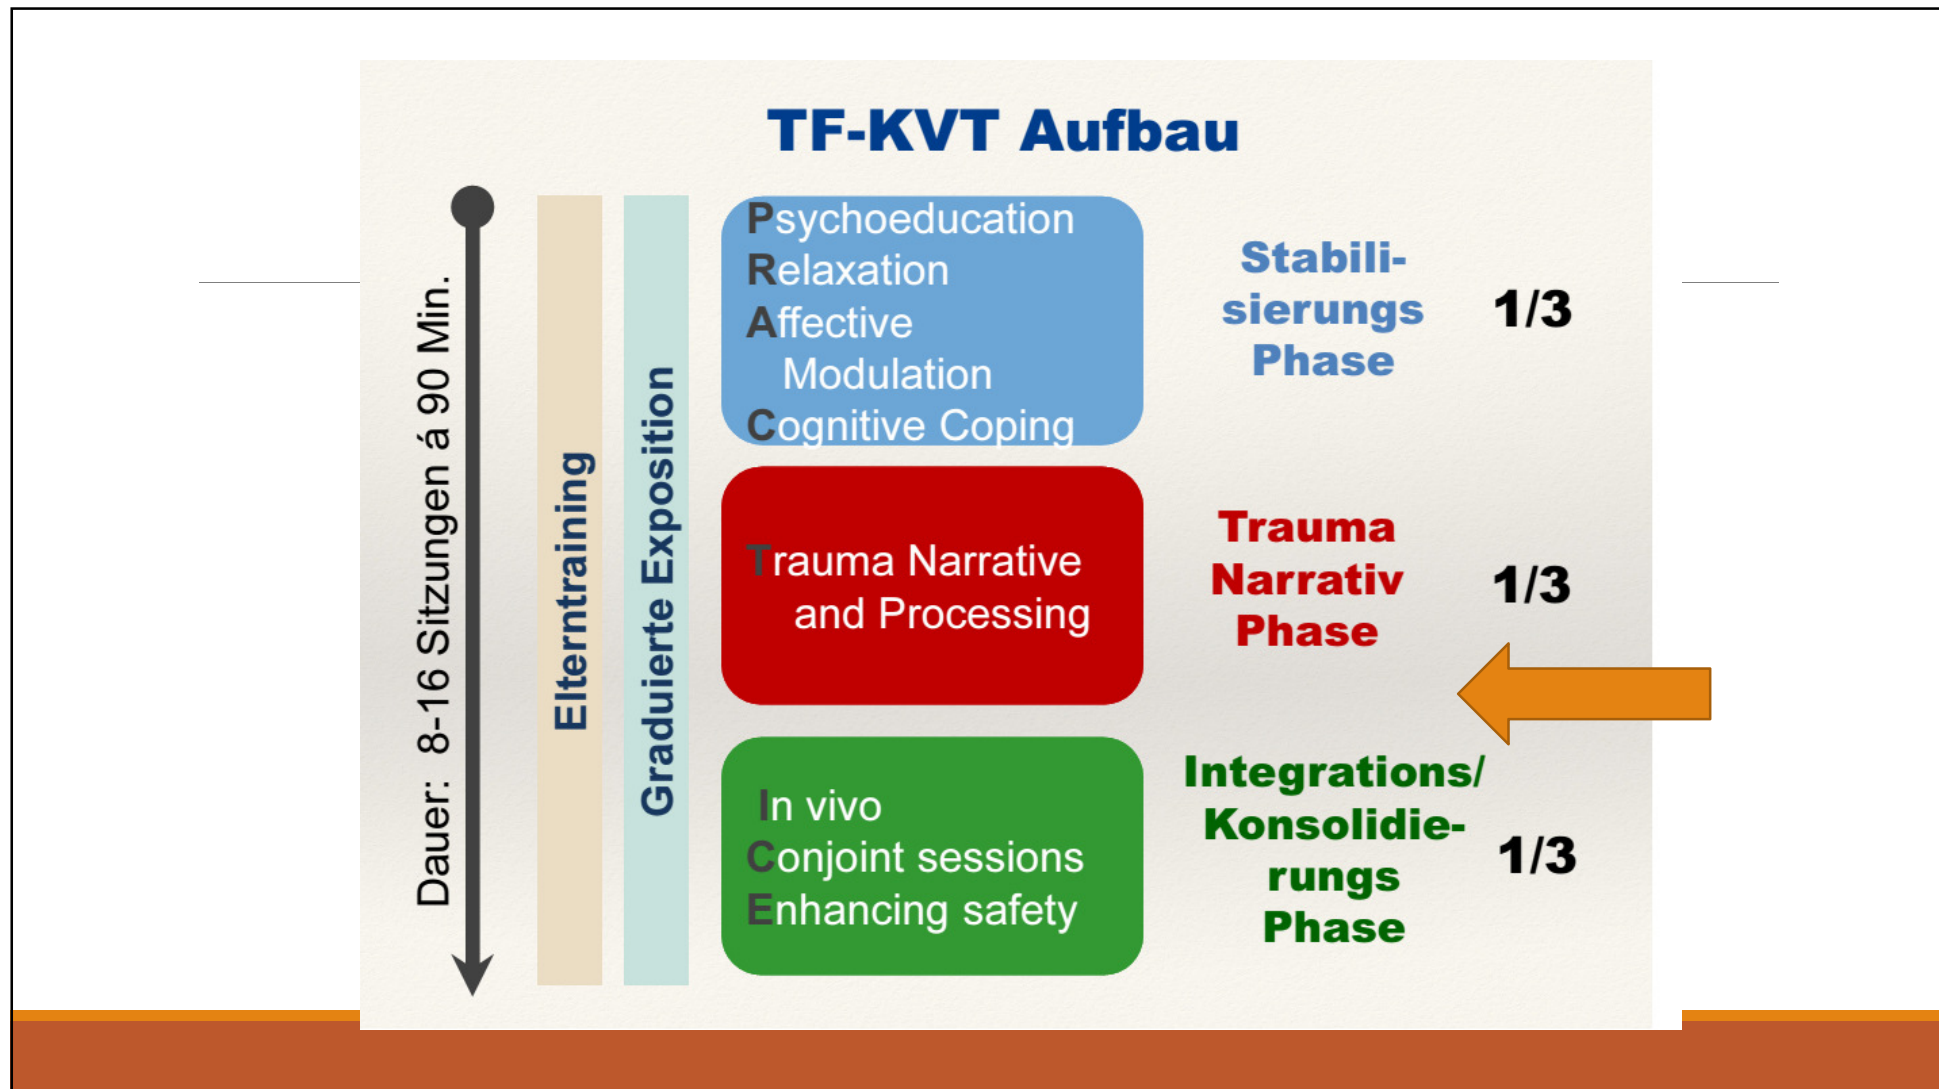 TF-KVT Aufbau
Dauer: 8-16 Sitzungen á 90 Min.
Elterntraining
Graduierte Exposition
Psychoeducation
Relaxation
Affective
Modulation
Cognitive Coping
Stabili-
sierungs
Phase
1/3
Trauma Narrative
and Processing
Trauma
Narrativ
Phase
1/3
In vivo
Conjoint sessions
Enhancing safety
Integrations/
Konsolidie-
rungs
Phase
1/3